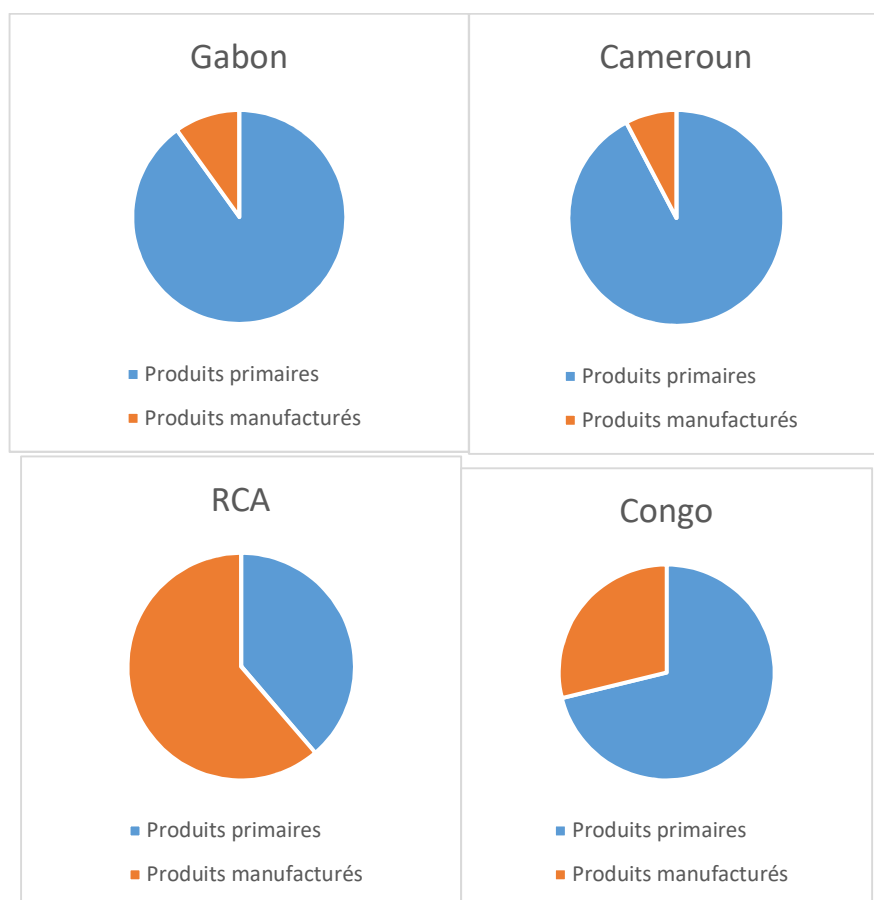 Gabon
Produits primaires
Produits manufacturés
Cameroun
Produits primaires
Produits manufacturés
RCA
Produits primaires
Produits manufacturés
Congo
Produits primaires
Produits manufacturés